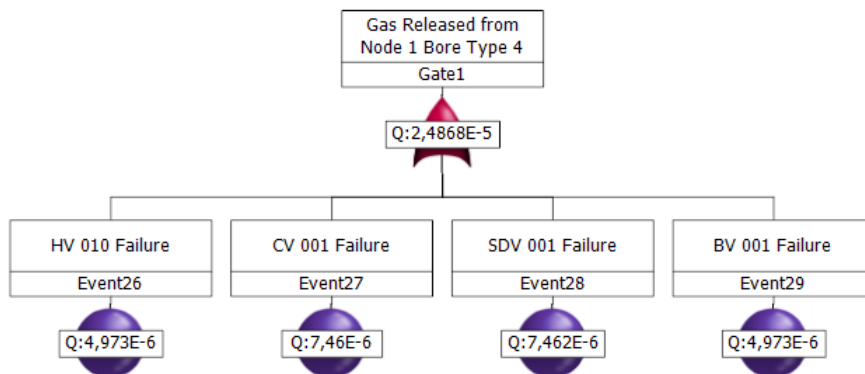 Gas Released from
Node 1 Bore Type 4
Gate1
Q:2,4868E-5
HV 010 Failure
CV 001 Failure
SDV 001 Failure
BV 001 Failure
Event26
Event27
Event28
Event29
Q:4,973E-6
Q:7,46E-6
Q:7,462E-6
Q:4,973E-6